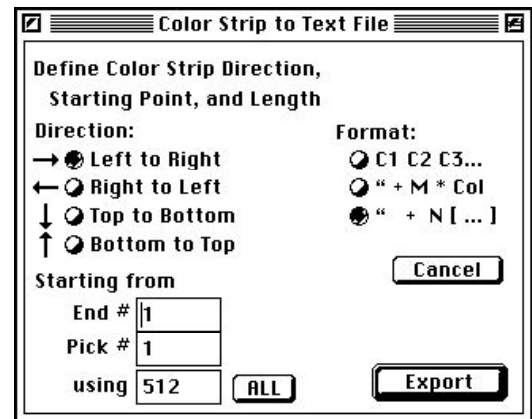 Color Strip to Text File
Define Color Strip Direction,
Starting Point, and Length
Direction:
Left to Right
Right to Left
Top to Bottom
Bottom to Top
Format:
C1 C2 C3...
“ + M * Col
“ + N [ ... ]
Cancel
Starting from
End # 1
Pick # 1
using 512 ALL
Export